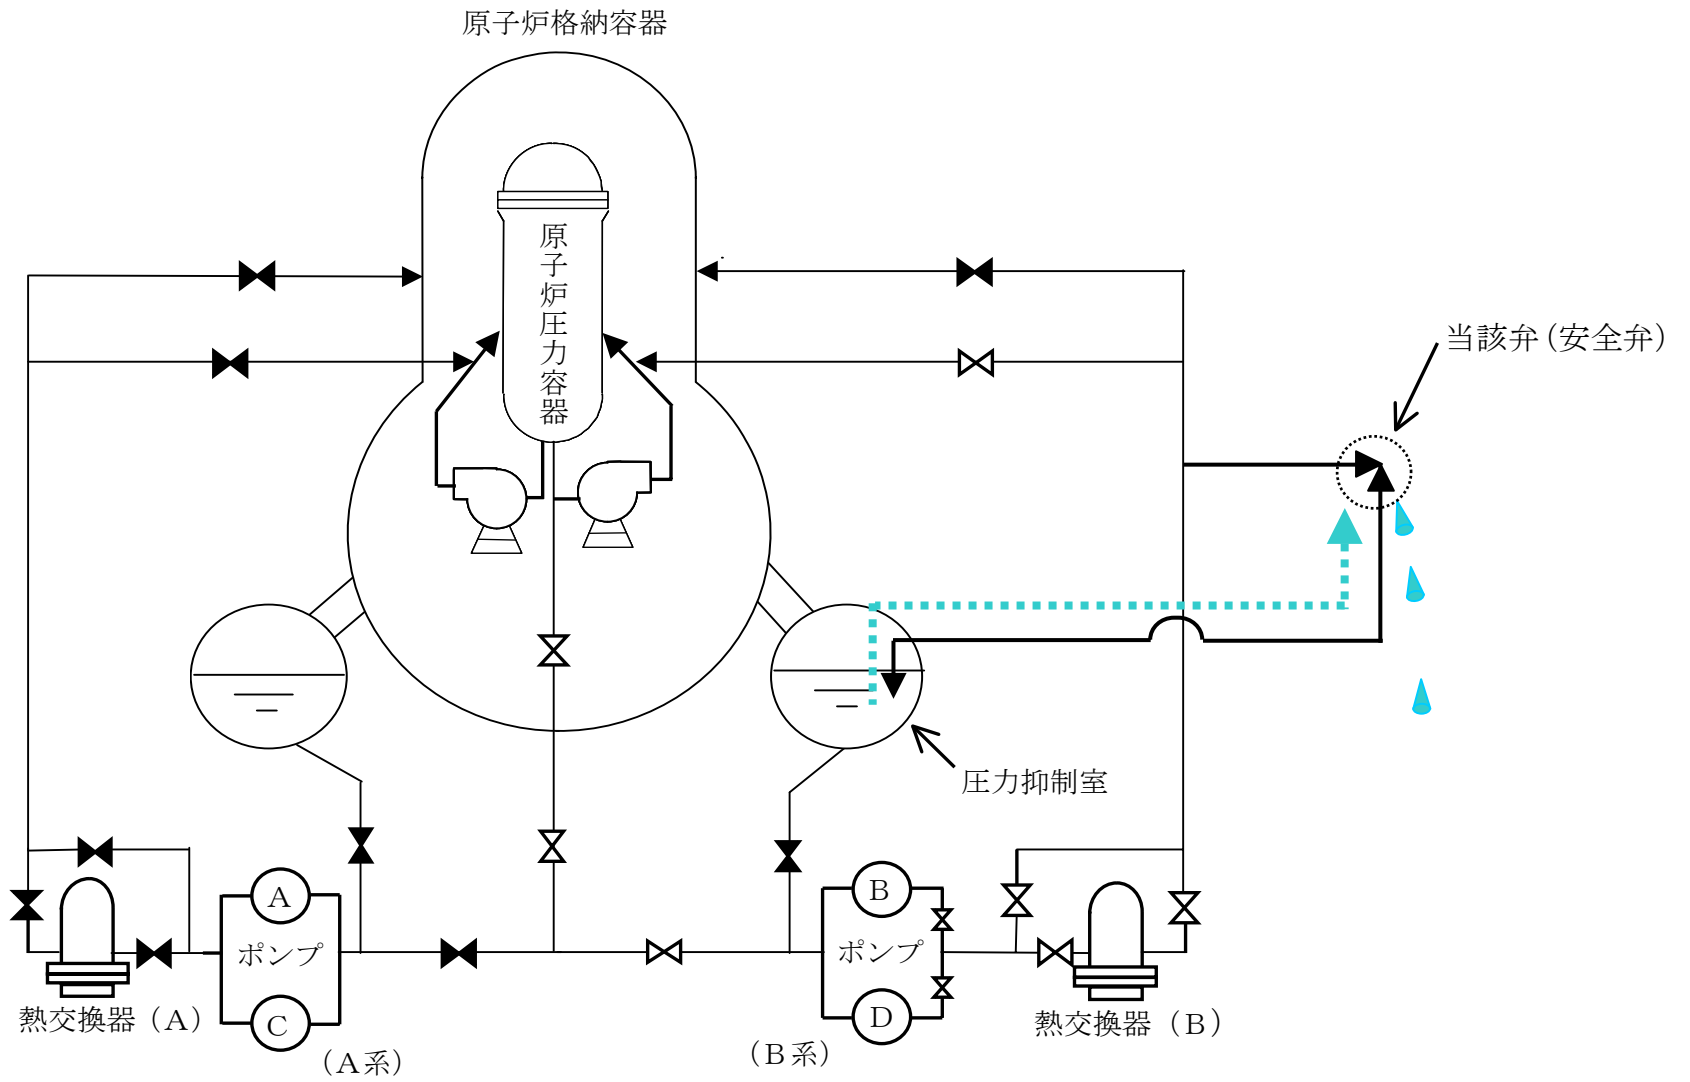 原子炉格納容器
原子炉圧力容器
当該弁（安全弁）
圧力抑制室
A
B
ポンプ
ポンプ
C
D
熱交換器（A）
熱交換器（B）
（A系）
（B系）